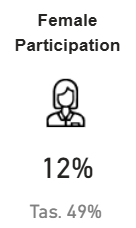 Female
Participation
12%
Tas. 49%